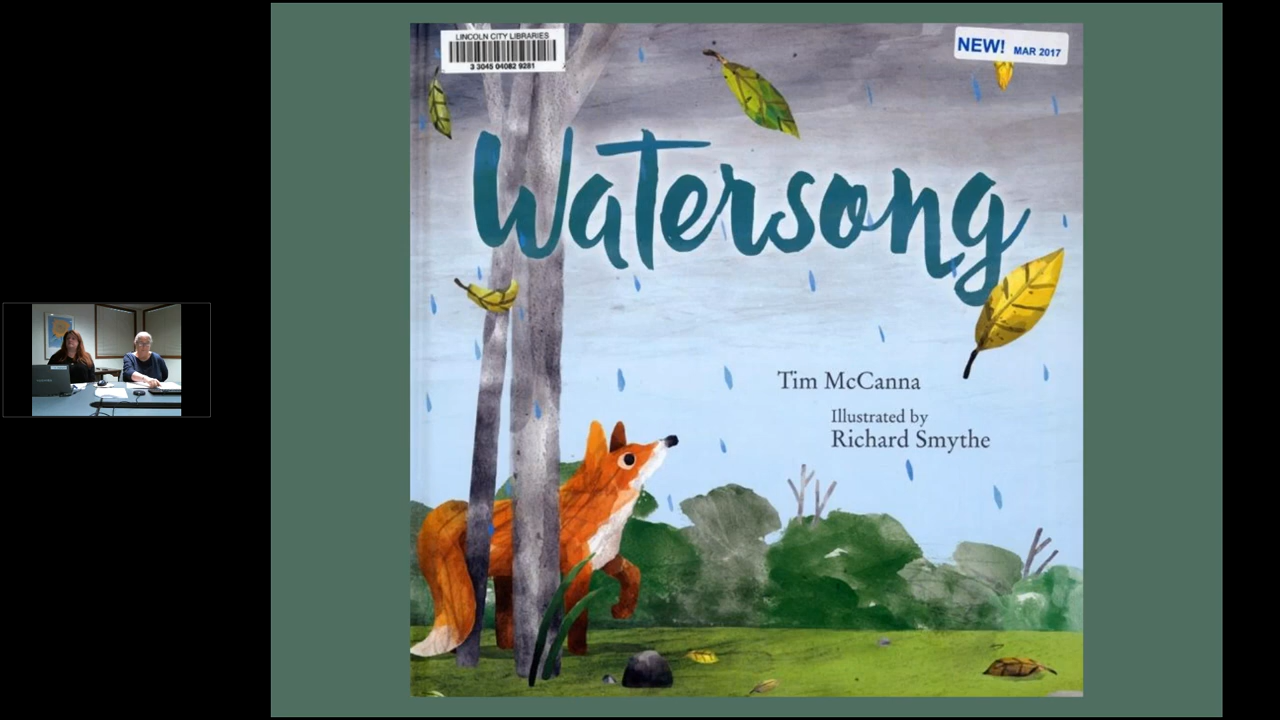 LINCOLN CITY LIBRARIES
3 3045 04082 9281
NEW! MAR 2017
Watersong
Tim McCanna
Illustrated by
Richard Smythe